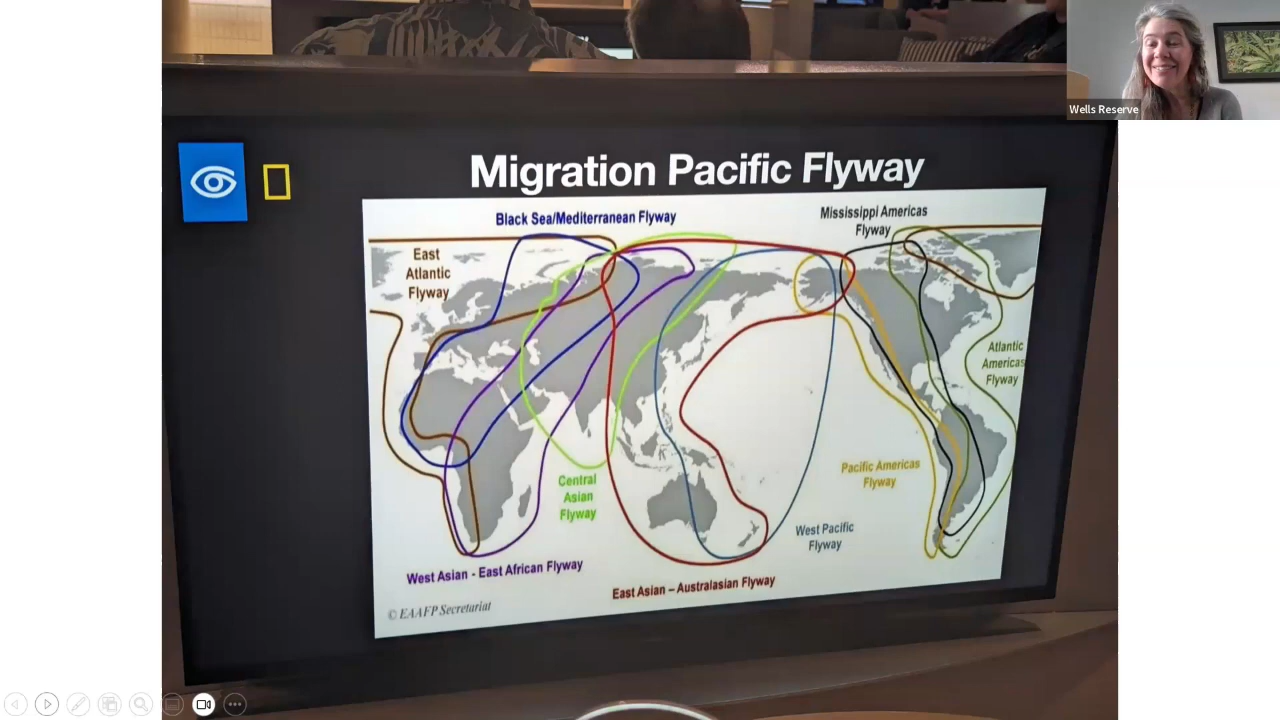 Wells Reserve
Migration Pacific Flyway
Black Sea/Mediterranean Flyway
Mississippi Americas
Flyway
East
Atlantic
Flyway
Atlantic
Americas
Flyway
Pacific Americas
Flyway
Central
Asian
Flyway
West Pacific
Flyway
West Asian - East African Flyway
East Asian – Australasian Flyway
© EAAFP Secretariat